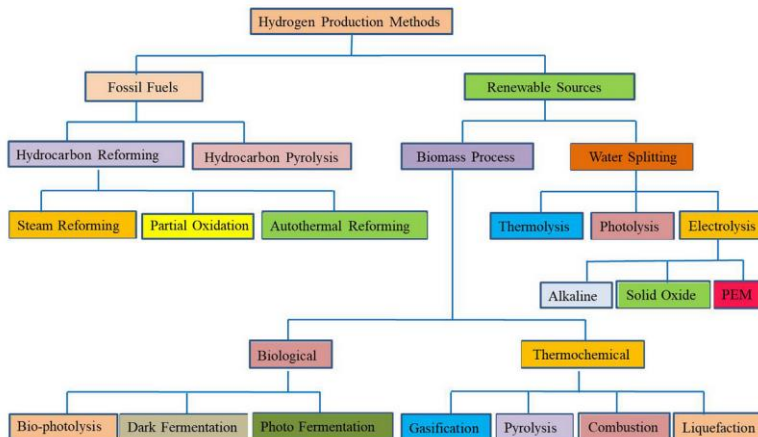 Hydrogen Production Methods
Fossil Fuels
Renewable Sources
Hydrocarbon Reforming
Hydrocarbon Pyrolysis
Biomass Process
Water Splitting
Steam Reforming
Partial Oxidation
Autothermal Reforming
Thermolysis
Photolysis
Electrolysis
Alkaline
Solid Oxide
PEM
Biological
Thermochemical
Bio-photolysis
Dark Fermentation
Photo Fermentation
Gasification
Pyrolysis
Combustion
Liquefaction